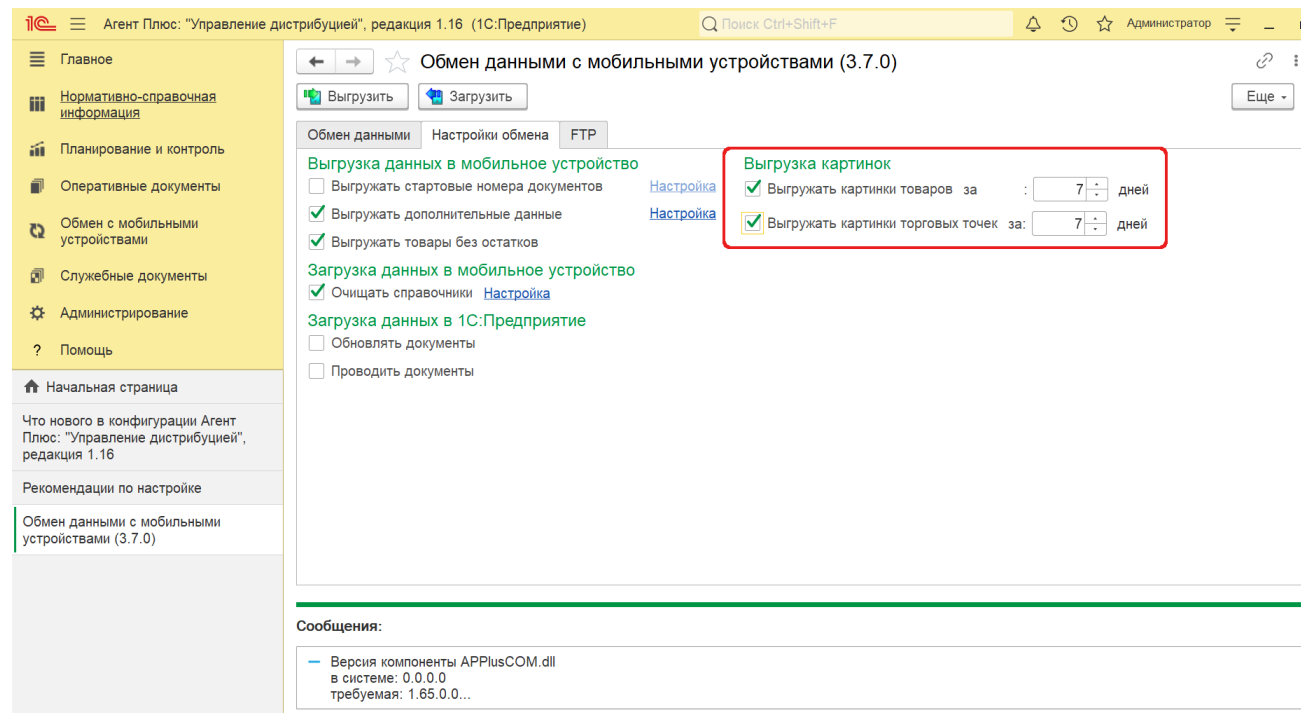 1С Агент Плюс: "Управление дистрибуцией", редакция 1.16 (1С:Предприятие) Поиск Ctrl+Shift+F Администратор
Главное
Нормативно-справочная
информация
Планирование и контроль
Оперативные документы
Обмен с мобильными
устройствами
Служебные документы
Администрирование
? Помощь
Начальная страница
Что нового в конфигурации Агент
Плюс: "Управление дистрибуцией",
редакция 1.16
Рекомендации по настройке
Обмен данными с мобильными
устройствами (3.7.0)
Обмен данными с мобильными устройствами (3.7.0)
Выгрузить Загрузить Еще
Обмен данными Настройки обмена FTP
Выгрузка данных в мобильное устройство
Выгружать стартовые номера документов Настройка
Выгружать дополнительные данные Настройка
Выгружать товары без остатков
Загрузка данных в мобильное устройство
Очищать справочники Настройка
Загрузка данных в 1С:Предприятие
Обновлять документы
Проводить документы
Выгрузка картинок
Выгружать картинки товаров за : 7 дней
Выгружать картинки торговых точек за: 7 дней
Сообщения:
Версия компоненты APPlusCOM.dll
в системе: 0.0.0.0
требуемая: 1.65.0.0...